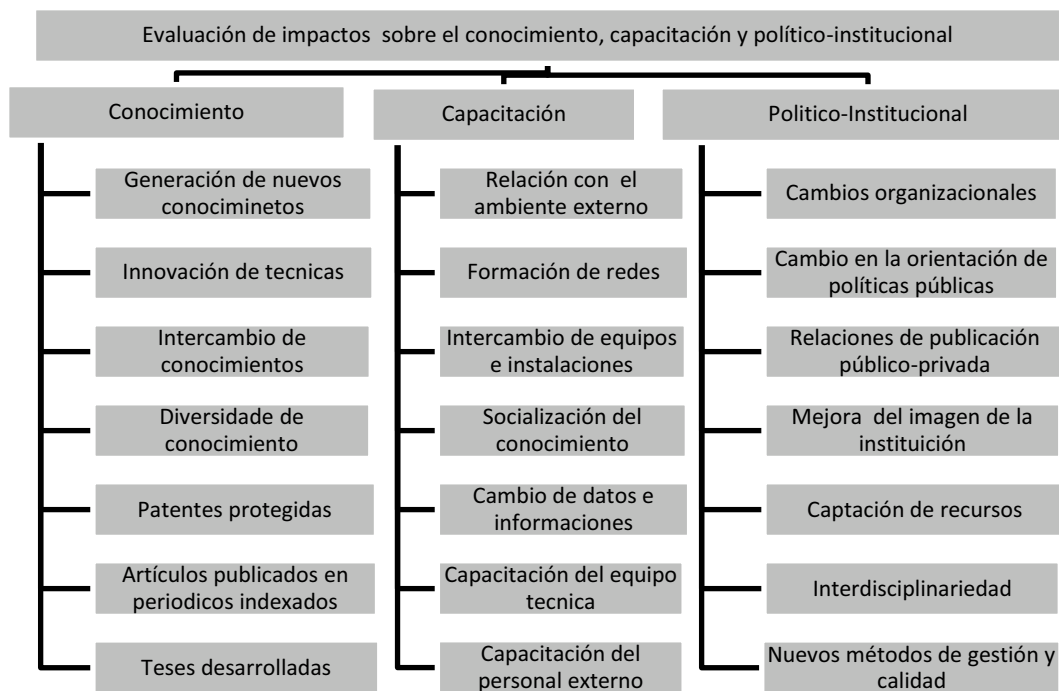 Evaluación de impactos sobre el conocimiento, capacitación y político-institucional
Conocimiento
Generación de nuevos
conociminetos
Innovación de tecnicas
Intercambio de
conocimientos
Diversidade de
conocimiento
Patentes protegidas
Artículos publicados en
periodicos indexados
Teses desarrolladas
Capacitación
Relación con el
ambiente externo
Formación de redes
Intercambio de equipos
e instalaciones
Socialización del
conocimiento
Cambio de datos e
informaciones
Capacitación del equipo
tecnica
Capacitación del
personal externo
Politico-Institucional
Cambios organizacionales
Cambio en la orientación de
políticas públicas
Relaciones de publicación
público-privada
Mejora del imagen de la
instituición
Captación de recursos
Interdisciplinariedad
Nuevos métodos de gestión y
calidad